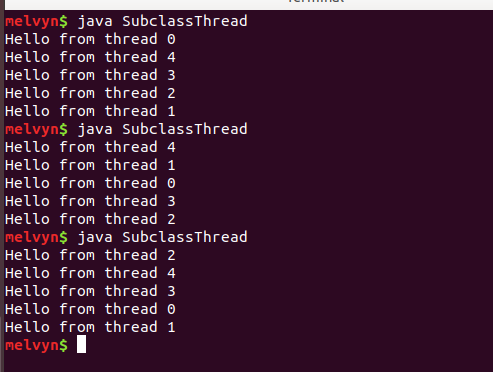 melvyn$ java SubclassThread
Hello from thread 0
Hello from thread 4
Hello from thread 3
Hello from thread 2
Hello from thread 1
melvyn$ java SubclassThread
Hello from thread 4
Hello from thread 1
Hello from thread 0
Hello from thread 3
Hello from thread 2
melvyn$ java SubclassThread
Hello from thread 2
Hello from thread 4
Hello from thread 3
Hello from thread 0
Hello from thread 1
melvyn$